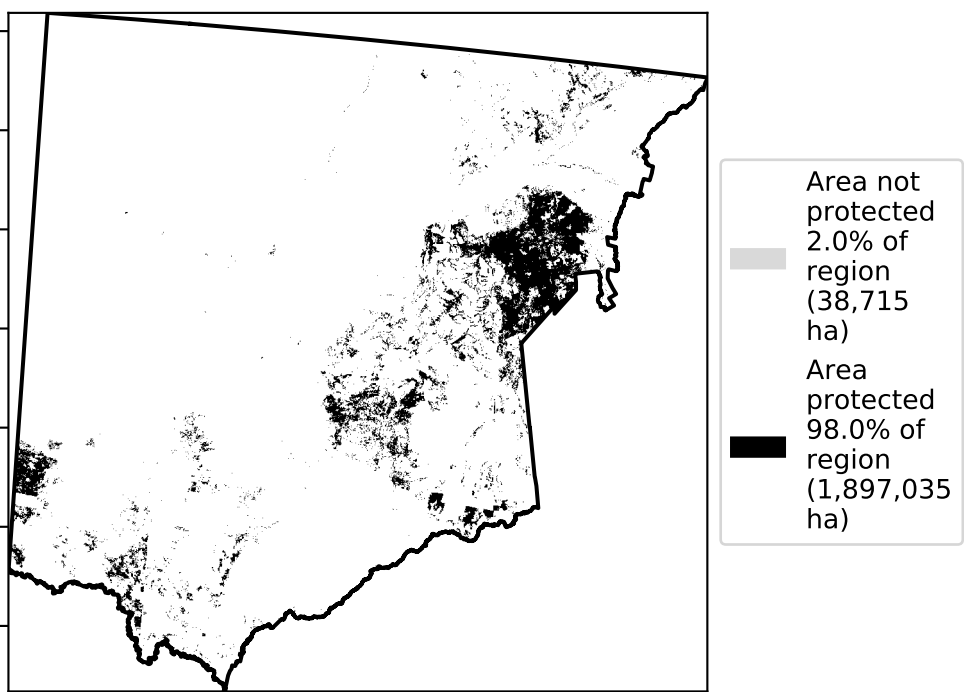 Area not
protected
2.0% of
region
(38,715
ha)
Area
protected
98.0% of
region
(1,897,035
ha)